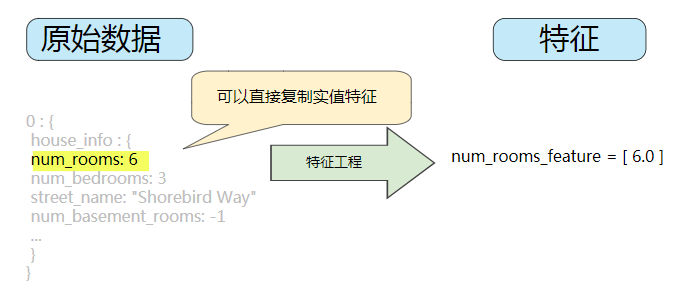 原始数据
特征
可以直接复制实值特征
0 : {
house_info : {
num_rooms: 6
num_bedrooms: 3
street_name: "Shorebird Way"
num_basement_rooms: -1
...
}
}
特征工程
num_rooms_feature = [ 6.0 ]